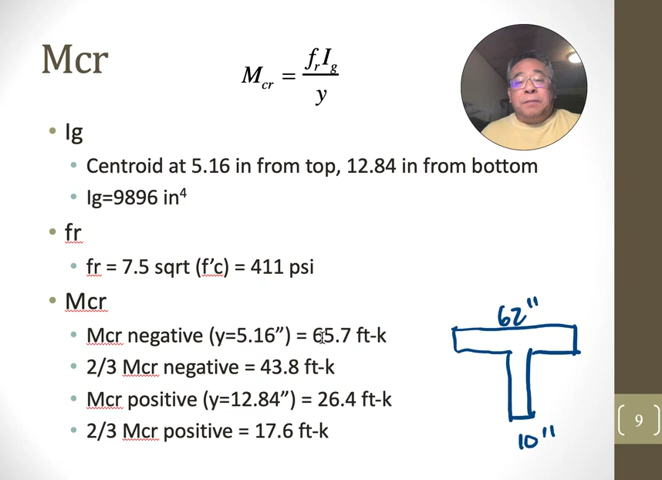 Mcr
M_cr = f_r I_g / y
• Ig
• Centroid at 5.16 in from top, 12.84 in from bottom
• Ig=9896 in⁴
• fr
• fr = 7.5 sqrt (f'c) = 411 psi
• Mcr
• Mcr negative (y=5.16”) = 65.7 ft-k
• 2/3 Mcr negative = 43.8 ft-k
• Mcr positive (y=12.84”) = 26.4 ft-k
• 2/3 Mcr positive = 17.6 ft-k
62"
10"
9